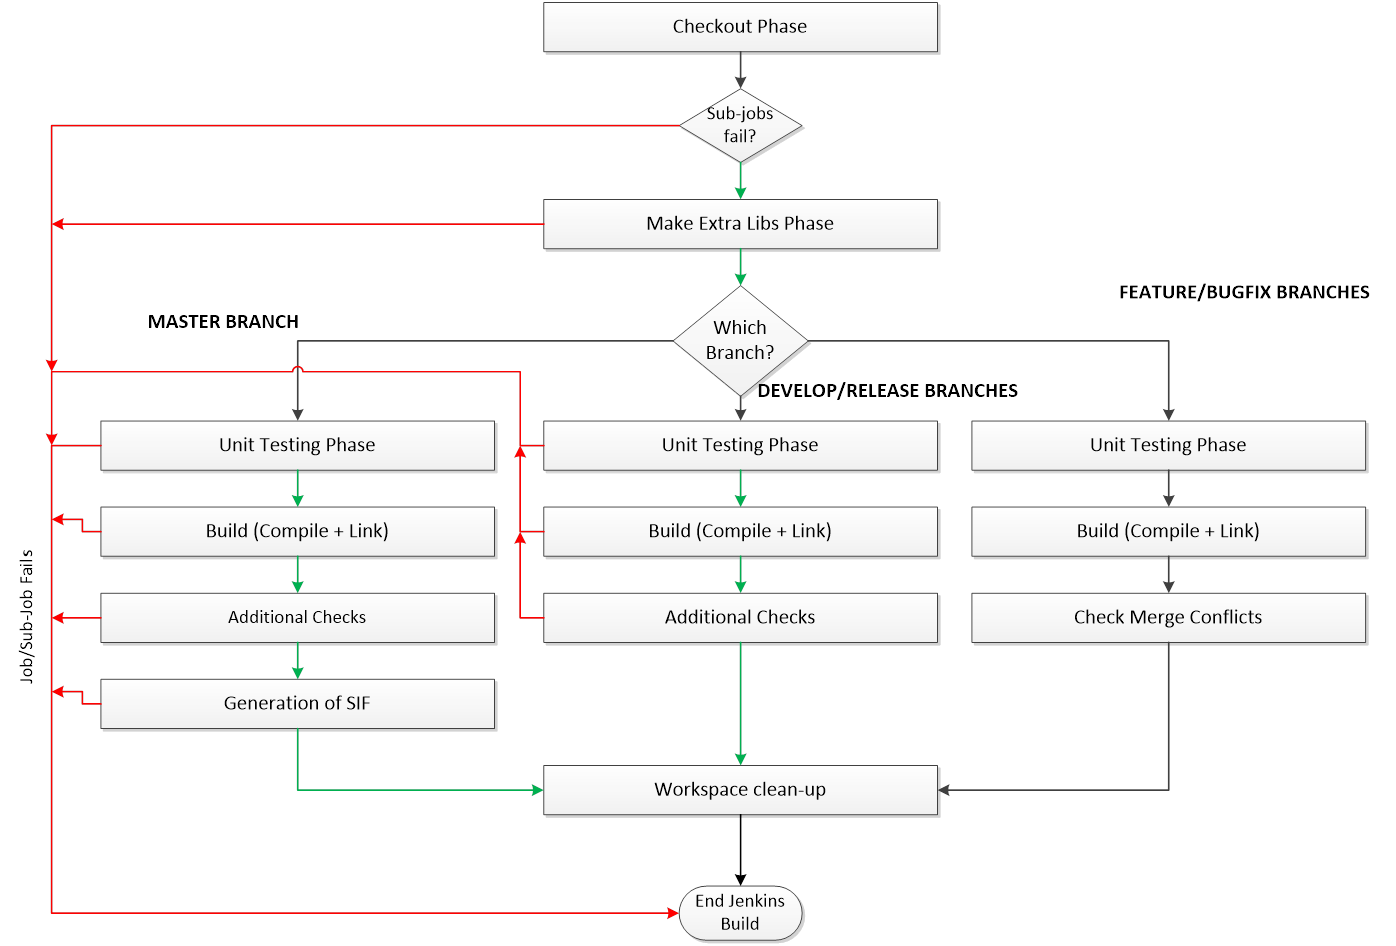 Checkout Phase
Sub-jobs
fail?
Make Extra Libs Phase
FEATURE/BUGFIX BRANCHES
MASTER BRANCH
Which
Branch?
DEVELOP/RELEASE BRANCHES
Unit Testing Phase
Unit Testing Phase
Unit Testing Phase
Build (Compile + Link)
Build (Compile + Link)
Build (Compile + Link)
Job/Sub-Job Fails
Additional Checks
Additional Checks
Check Merge Conflicts
Generation of SIF
Workspace clean-up
End Jenkins
Build